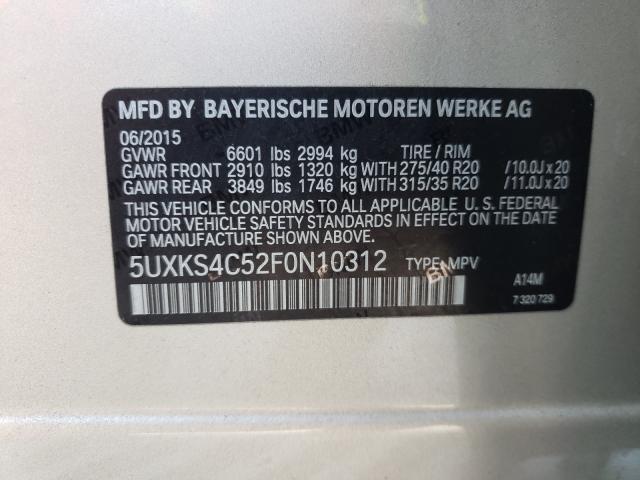 MFD BY BAYERISCHE MOTOREN WERKE AG
06/2015
GVWR 6601 lbs 2994 kg TIRE / RIM
GAWR FRONT 2910 lbs 1320 kg WITH 275/40 R20 /10.0J x 20
GAWR REAR 3849 lbs 1746 kg WITH 315/35 R20 /11.0J x 20
THIS VEHICLE CONFORMS TO ALL APPLICABLE U. S. FEDERAL
MOTOR VEHICLE SAFETY STANDARDS IN EFFECT ON THE DATE
OF MANUFACTURE SHOWN ABOVE.
5UXKS4C52F0N10312 TYPE: MPV
A14M
7 320 729